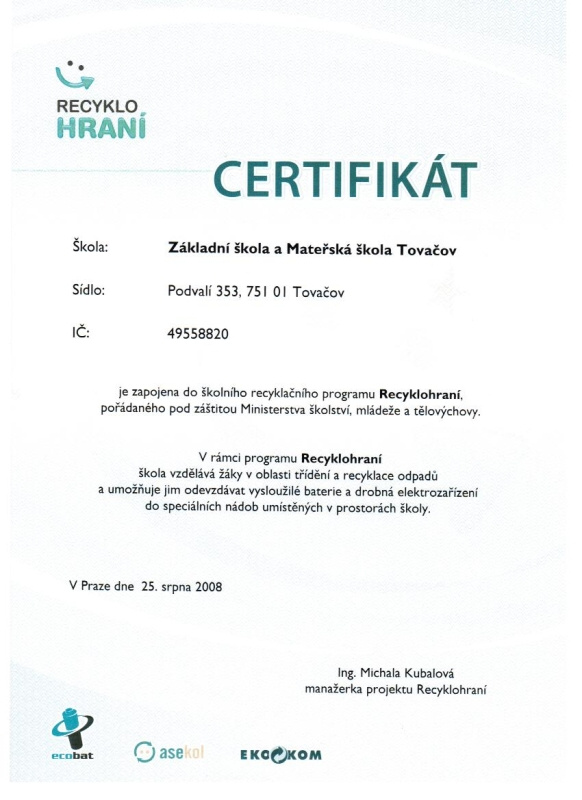 RECYKLO
HRANÍ
CERTIFIKÁT
Škola: Základní škola a Mateřská škola Tovačov
Sídlo: Podvalí 353, 751 01 Tovačov
IČ: 49558820
je zapojena do školního recyklačního programu Recyklohraní,
pořádaného pod záštitou Ministerstva školství, mládeže a tělovýchovy.
V rámci programu Recyklohraní
škola vzdělává žáky v oblasti třídění a recyklace odpadů
a umožňuje jim odevzdávat vysloužilé baterie a drobná elektrozařízení
do speciálních nádob umístěných v prostorách školy.
V Praze dne 25. srpna 2008
Ing. Michala Kubalová
manažerka projektu Recyklohraní
ecobat
asekol
EKO KOM